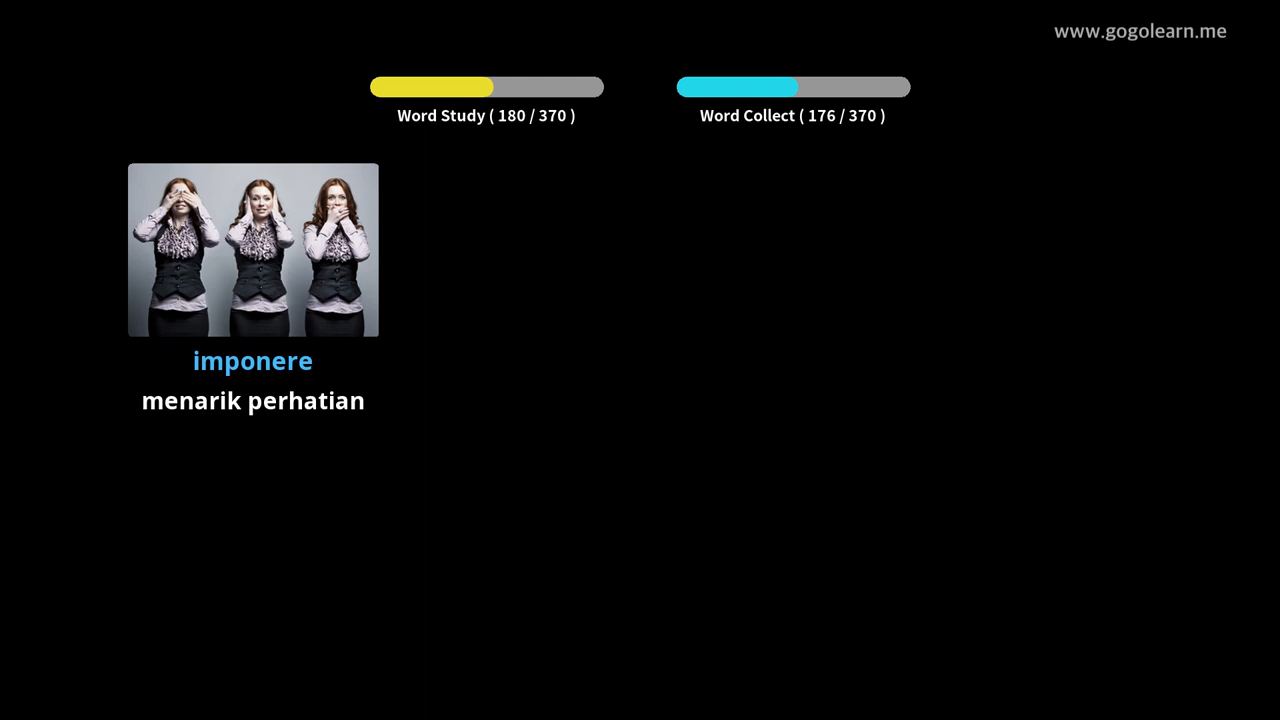 www.gogolearn.me
Word Study ( 180 / 370 )
Word Collect ( 176 / 370 )
imponere
menarik perhatian